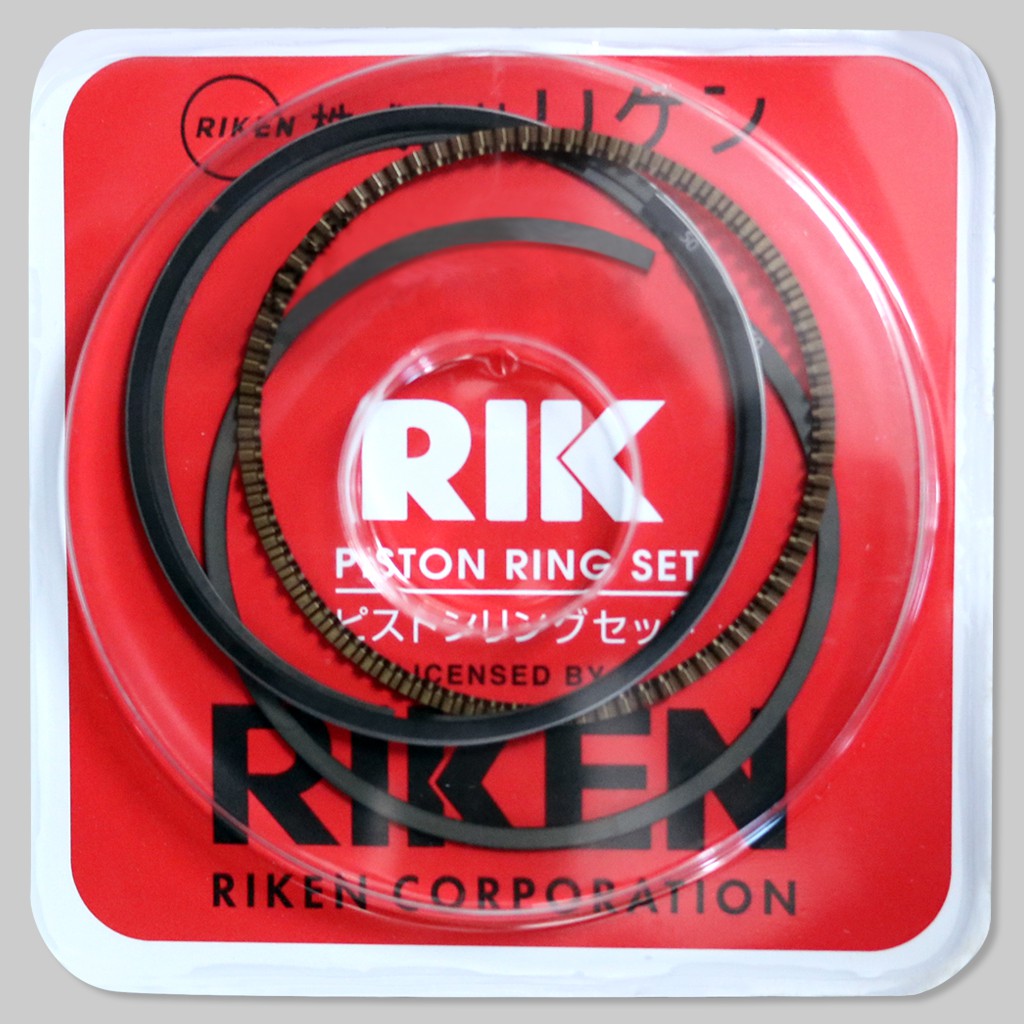 RIKEN リケン
50
RIK
PISTON RING SET
ピストンリングセット
LICENSED BY
RIKEN
RIKEN CORPORATION